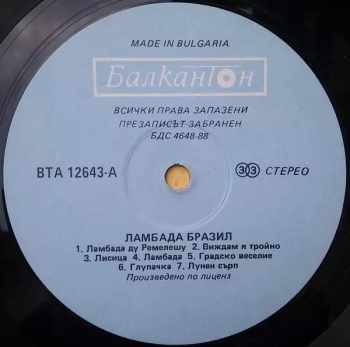 MADE IN BULGARIA
Балкантон
ВСИЧКИ ПРАВА ЗАПАЗЕНИ
ПРЕЗАПИСЪТ ЗАБРАНЕН
БДС 4648-88
ВТА 12643-А
33 СТЕРЕО
ЛАМБАДА БРАЗИЛ
1. Ламбада ду Ремелешу 2. Виждам я тройно
3. Лисица 4. Ламбада 5. Градско веселие
6. Глупачка 7. Лунен сърп
Произведено по лиценз